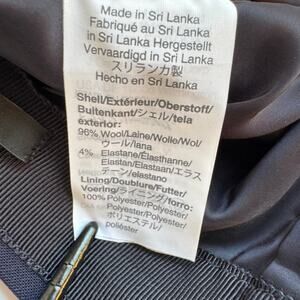 Made in Sri Lanka
Fabriqué au Sri Lanka
in Sri Lanka Hergestellt
Vervaardigd in Sri Lanka
スリランカ製
Hecho en Sri Lanka
Shell/Extérieur/Oberstoff/
Buitenkant/シェル/tela
exterior:
96% Wool/Laine/Wolle/Wol/
ウール/lana
4% Elastane/Élasthanne/
Elastan/Elastaan/エラス
テーン/elastano
Lining/Doublure/Futter/
Voering/ライニング/forro:
100% Polyester/Polyester/
Polyester/Polyester/
ポリエステル/
poliéster